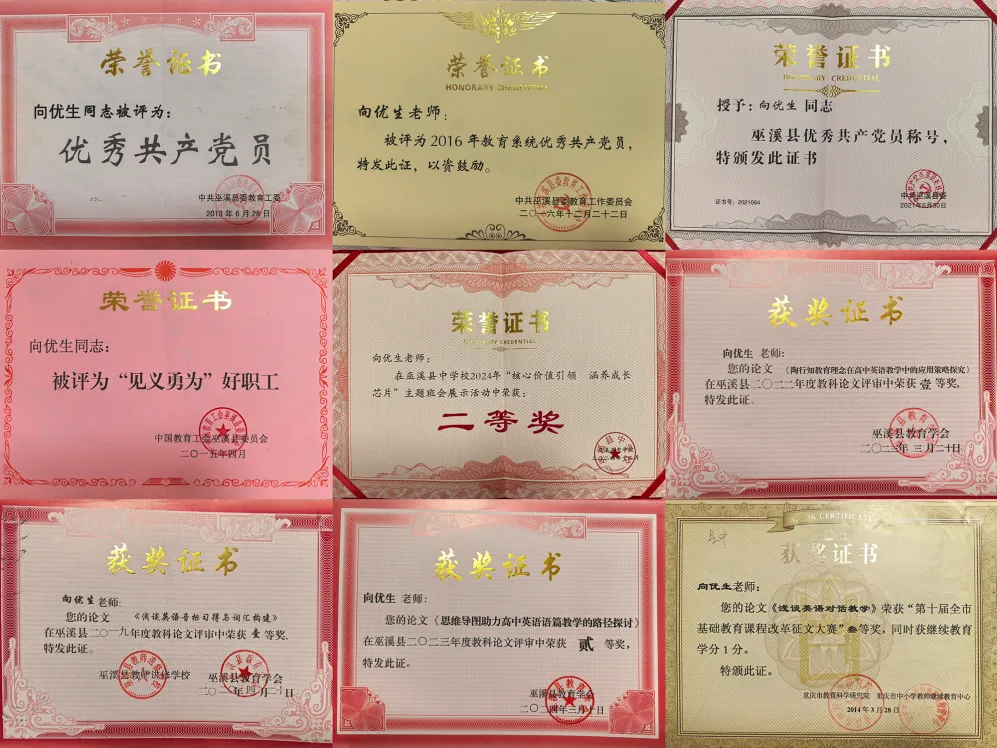 荣誉证书
向优生同志被评为：
优秀共产党员
中共巫溪县委教育工委
2013年6月28日
荣誉证书
HONORARY CREDENTIAL
向优生老师：
被评为2016年教育系统优秀共产党员，
特发此证，以资鼓励。
中共巫溪县委教育工作委员会
二〇一六年十二月二十二日
荣誉证书
HONORARY CREDENTIAL
授予：向优生 同志
巫溪县优秀共产党员称号，
特颁发此证书
中共巫溪县委
证书号：2021064
2021年6月30日
荣誉证书
向优生同志：
被评为“见义勇为”好职工
中国教育工会巫溪县委员会
二〇一五年四月
荣誉证书
HONORARY CREDENTIAL
向优生老师：
在巫溪县中学校2024年“核心价值引领 涵养成长
芯片”主题班会展示活动中荣获：
二等奖
获奖证书
向优生 老师：
您的论文《陶行知教育理念在高中英语教学中的应用策略探究》
在巫溪县二〇二二年度教科论文评审中荣获 壹 等奖，
特发此证。
巫溪县教育学会
二〇二三年三月二十日
获奖证书
向优生 老师：
您的论文 《浅谈英语音标习得与词汇构建》
在巫溪县二〇一九年度教科论文评审中荣获 壹 等奖，
特发此证。
巫溪县教师进修学校 巫溪县教育学会
获奖证书
向优生 老师：
您的论文《思维导图助力高中英语语篇教学的路径探讨》
在巫溪县二〇二三年度教科论文评审中荣获 贰 等奖，
特发此证。
巫溪县教育学会
二〇二四年三月十日
获奖证书
向优生老师：
您的论文《浅谈英语对话教学》荣获“第十届全市
基础教育课程改革征文大赛”叁等奖，同时获继续教育
学分1分。
特颁此证。
重庆市教育科学研究院 重庆市中小学教师继续教育中心
2014年3月28日